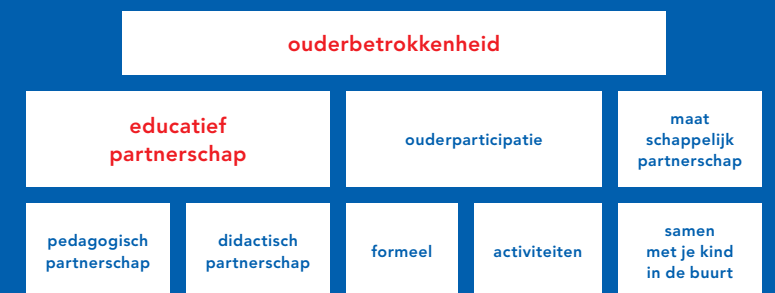 ouderbetrokkenheid
educatief
partnerschap
ouderparticipatie
maat
schappelijk
partnerschap
pedagogisch
partnerschap
didactisch
partnerschap
formeel
activiteiten
samen
met je kind
in de buurt